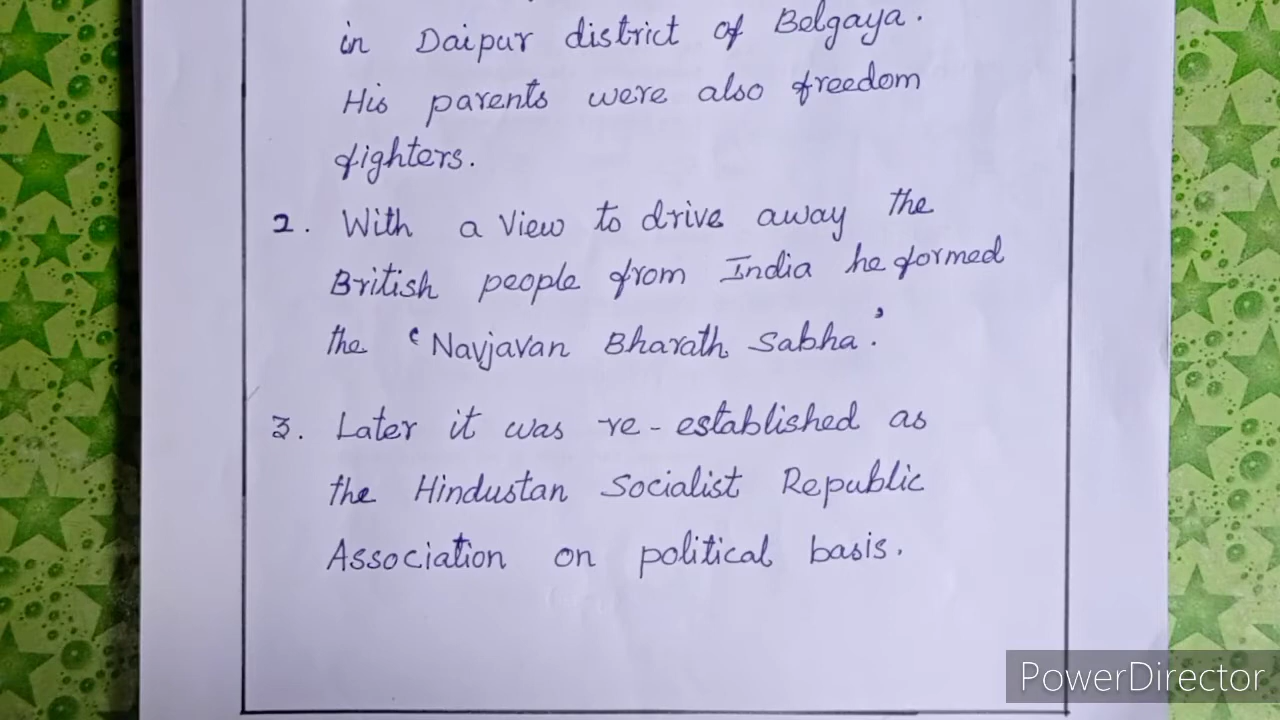 in Daipur district of Belgaya.
His parents were also freedom
fighters.
2. With a view to drive away the
British people from India he formed
the ‘Navjavan Bharath Sabha’.
3. Later it was re-established as
the Hindustan Socialist Republic
Association on political basis.
PowerDirector